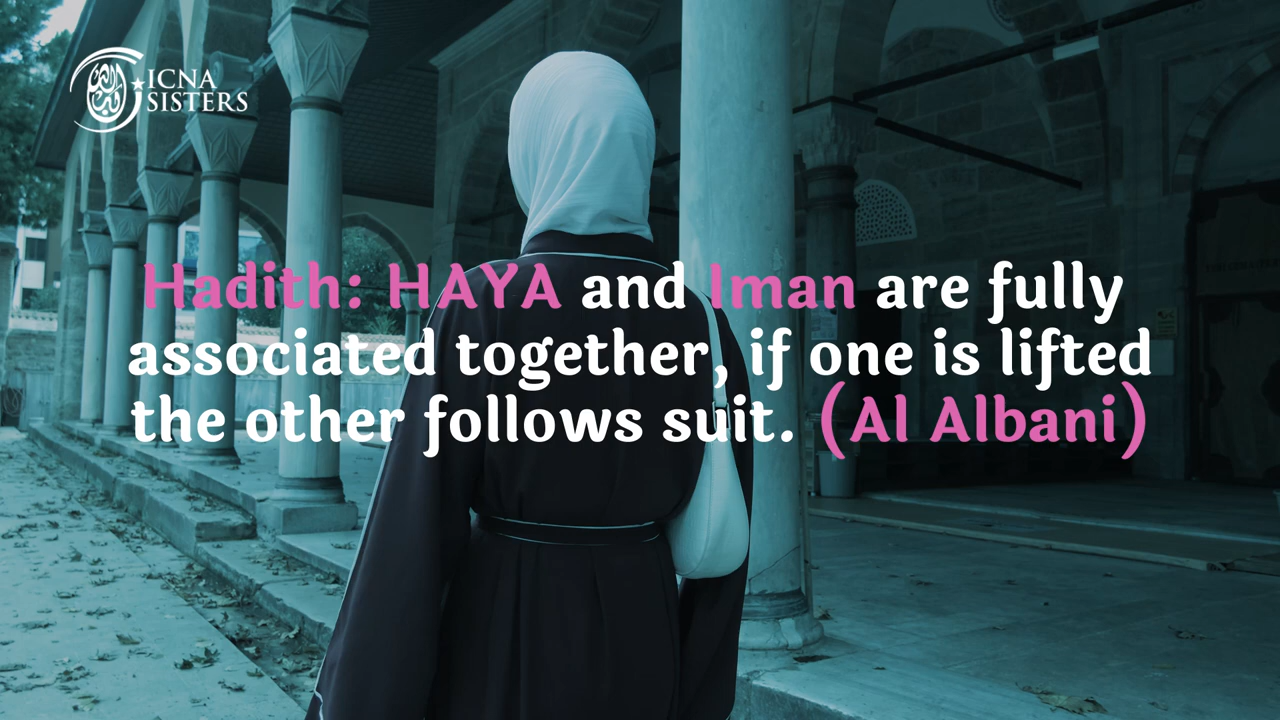 ICNA
SISTERS
Hadith: HAYA and Iman are fully
associated together, if one is lifted
the other follows suit. (Al Albani)